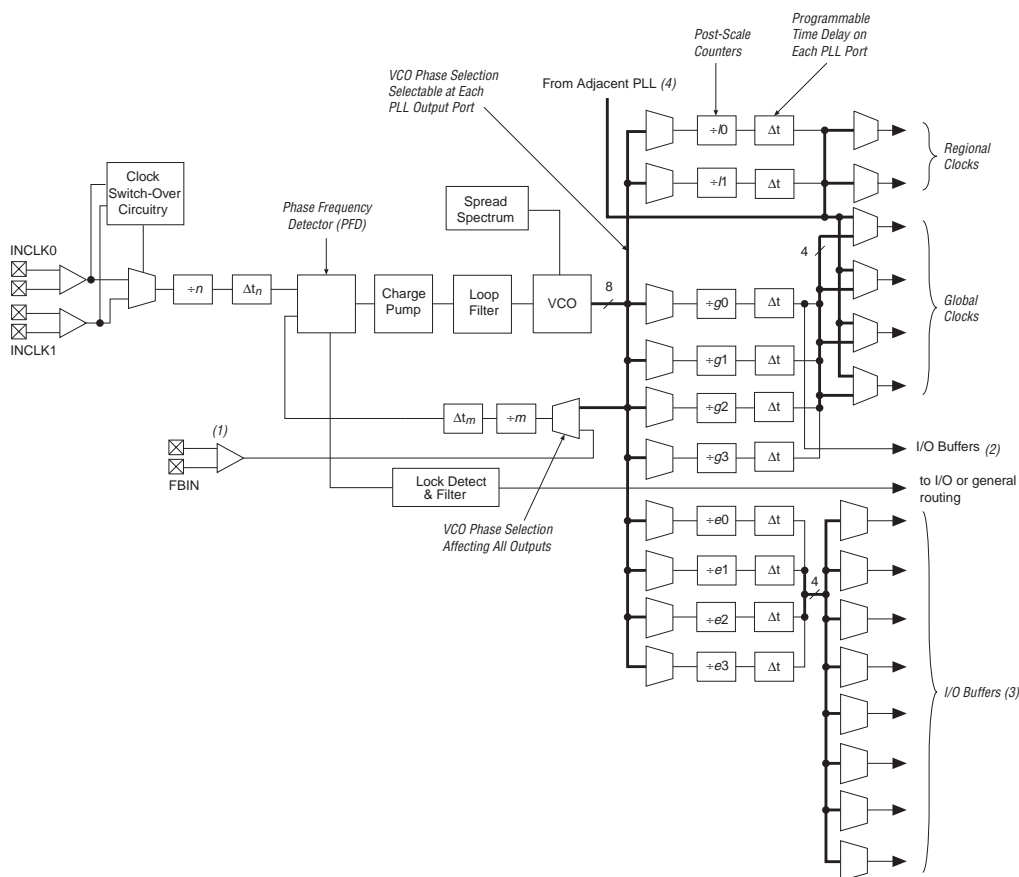 Programmable
Time Delay on
Each PLL Port
Post-Scale
Counters
VCO Phase Selection
Selectable at Each
PLL Output Port
From Adjacent PLL (4)
÷l0
Δt
Regional
Clocks
÷l1
Δt
Clock
Switch-Over
Circuitry
Phase Frequency
Detector (PFD)
Spread
Spectrum
4
INCLK0
÷n
Δtn
Charge
Pump
Loop
Filter
VCO
8
÷g0
Δt
Global
Clocks
INCLK1
÷g1
Δt
÷g2
Δt
Δtm
÷m
(1)
I/O Buffers (2)
÷g3
Δt
FBIN
Lock Detect
& Filter
to I/O or general
routing
VCO Phase Selection
Affecting All Outputs
÷e0
Δt
÷e1
Δt
4
÷e2
Δt
÷e3
Δt
I/O Buffers (3)